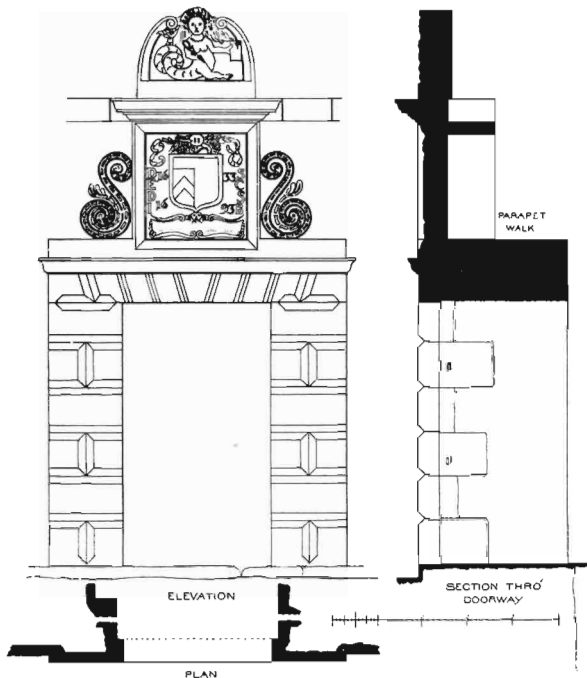 PARAPET
WALK
ELEVATION
SECTION THRO'
DOORWAY
PLAN